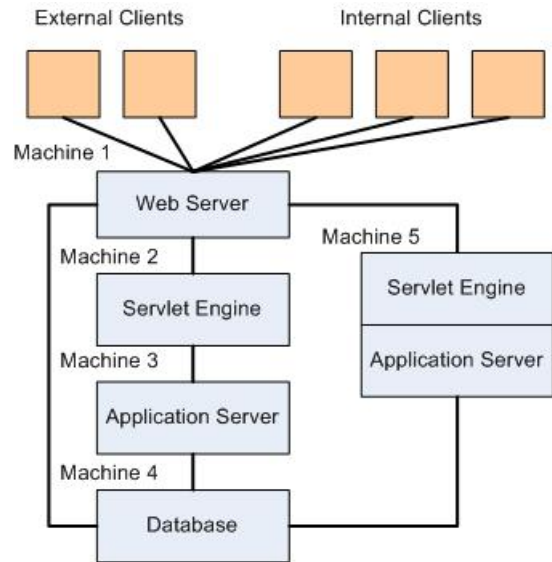 External Clients
Internal Clients
Machine 1
Web Server
Machine 2
Machine 5
Servlet Engine
Servlet Engine
Machine 3
Application Server
Application Server
Machine 4
Database